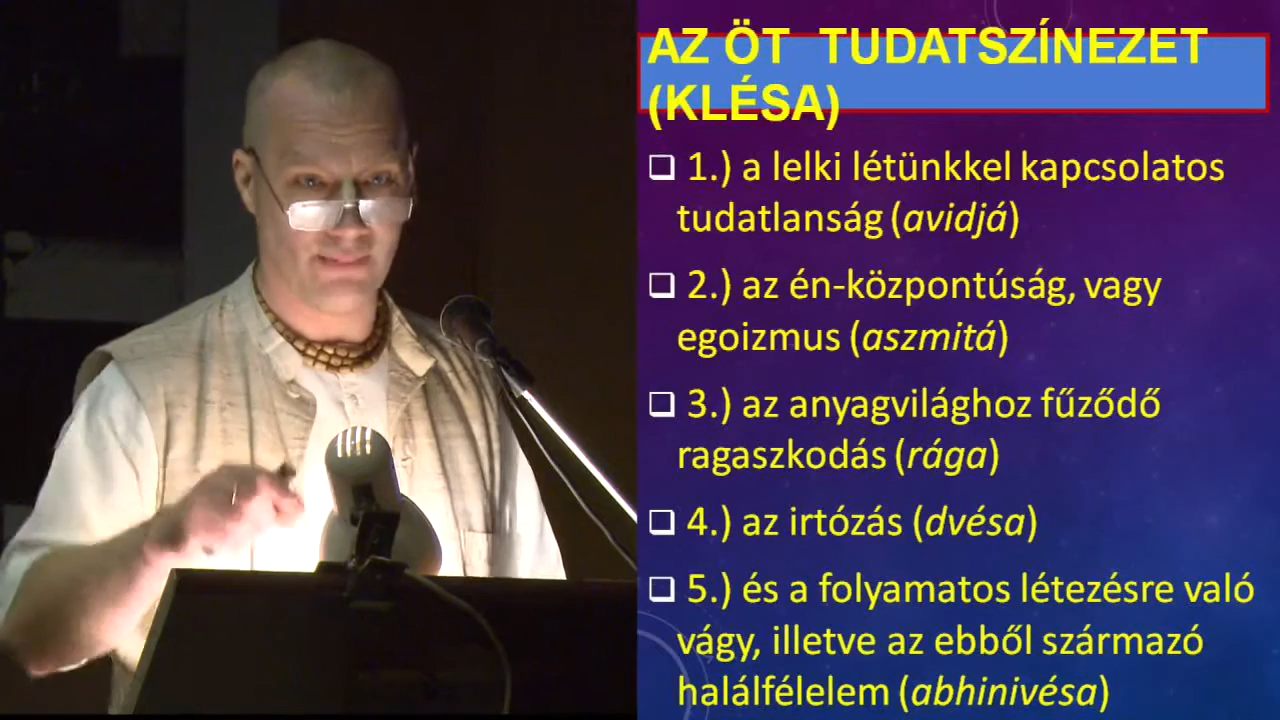 AZ ÖT TUDATSZÍNEZET
(KLÉSA)
1.) a lelki létünkkel kapcsolatos
tudatlanság (avidjá)
2.) az én-központúság, vagy
egoizmus (aszmitá)
3.) az anyagvilághoz fűződő
ragaszkodás (rága)
4.) az irtózás (dvésa)
5.) és a folyamatos létezésre való
vágy, illetve az ebből származó
halálfélelem (abhinivésa)